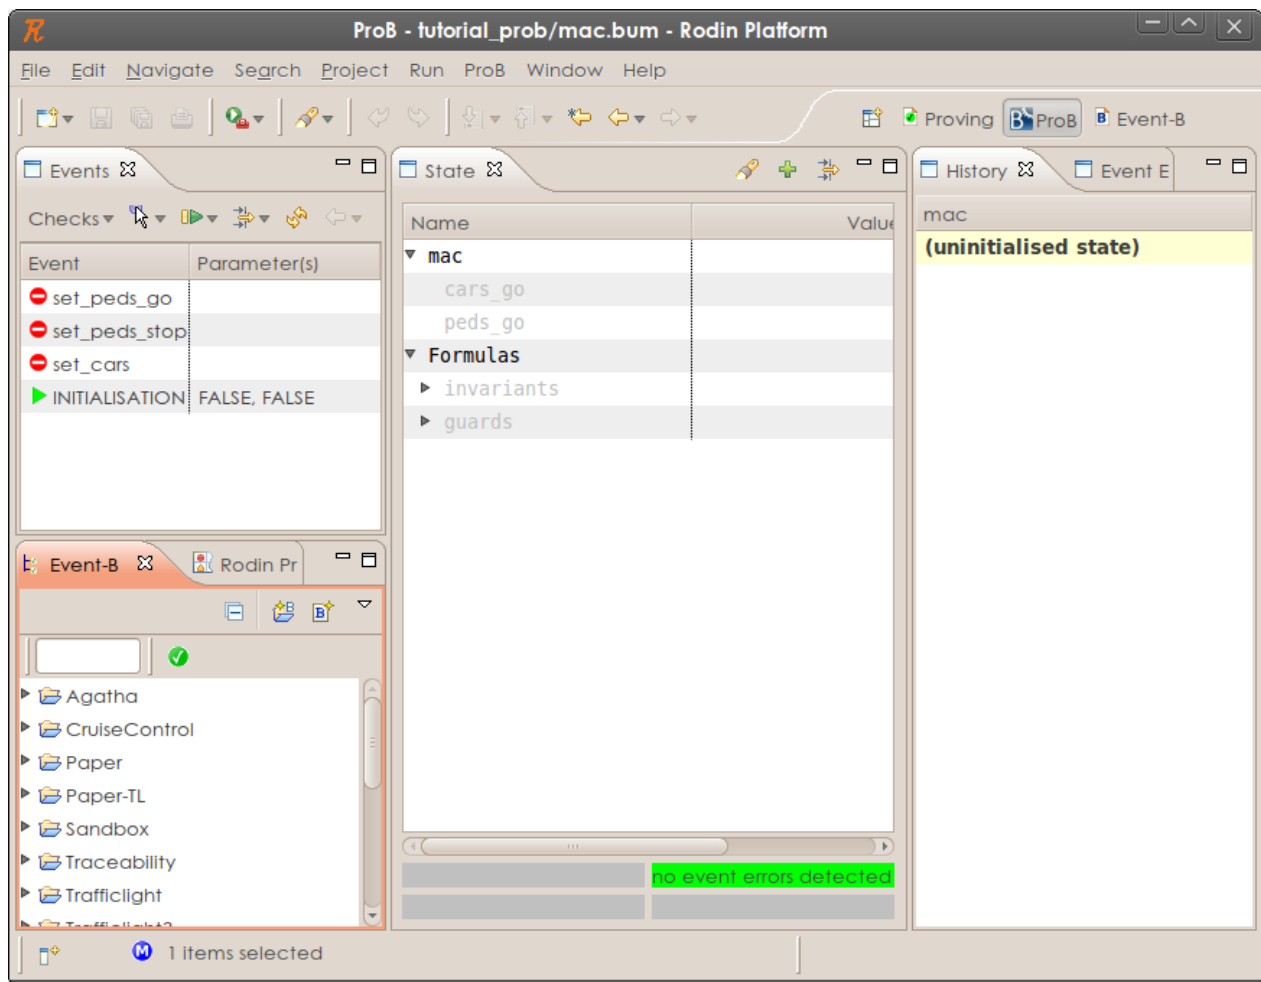 ProB - tutorial_prob/mac.bum - Rodin Platform
File Edit Navigate Search Project Run ProB Window Help
Proving ProB Event-B
Events
Checks
Event Parameter(s)
set_peds_go
set_peds_stop
set_cars
INITIALISATION FALSE, FALSE
Event-B Rodin Pr
Agatha
CruiseControl
Paper
Paper-TL
Sandbox
Traceability
Trafficlight
State
Name Value
mac
cars_go
peds_go
Formulas
invariants
guards
no event errors detected
History Event E
mac
(uninitialised state)
1 items selected